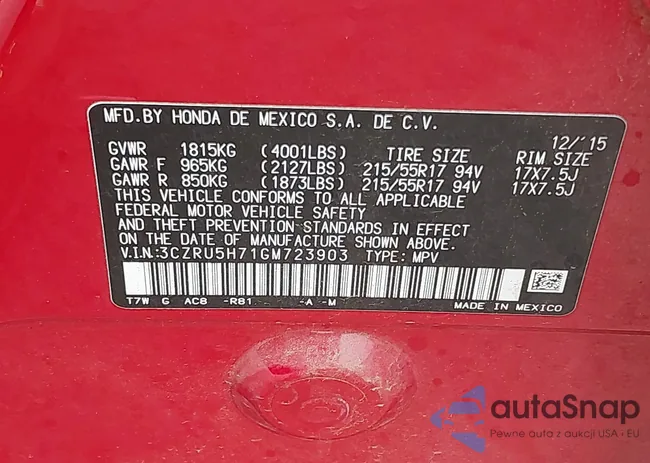 MFD.BY HONDA DE MEXICO S.A. DE C.V.
12/'15
GVWR 1815KG (4001LBS) TIRE SIZE RIM SIZE
GAWR F 965KG (2127LBS) 215/55R17 94V 17X7.5J
GAWR R 850KG (1873LBS) 215/55R17 94V 17X7.5J
THIS VEHICLE CONFORMS TO ALL APPLICABLE
FEDERAL MOTOR VEHICLE SAFETY
AND THEFT PREVENTION STANDARDS IN EFFECT
ON THE DATE OF MANUFACTURE SHOWN ABOVE.
V.I.N:3CZRU5H71GM723903 TYPE: MPV
T7W G AC8 -R81 -A -M
MADE IN MEXICO
autaSnap
Pewne auta z aukcji USA • EU